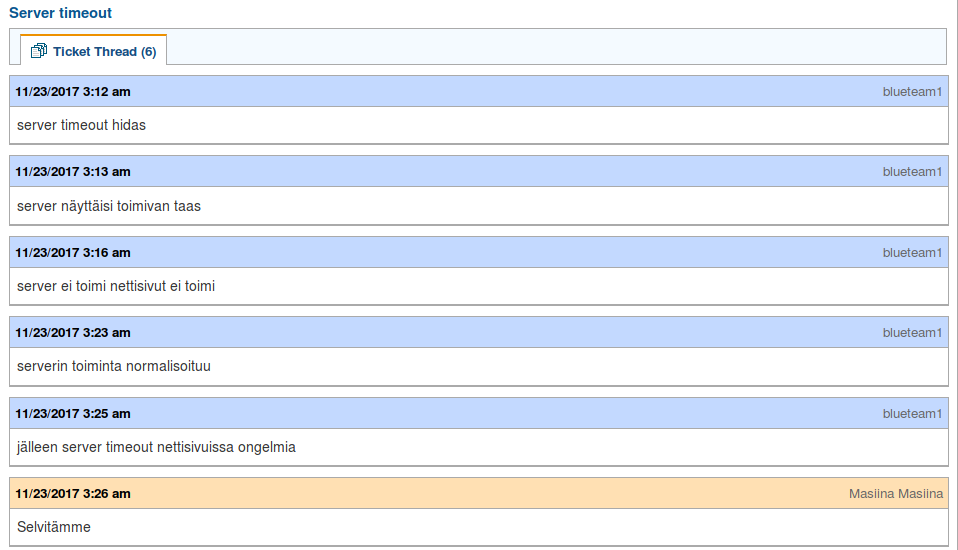 Server timeout
Ticket Thread (6)
11/23/2017 3:12 am blueteam1
server timeout hidas
11/23/2017 3:13 am blueteam1
server näyttäisi toimivan taas
11/23/2017 3:16 am blueteam1
server ei toimi nettisivut ei toimi
11/23/2017 3:23 am blueteam1
serverin toiminta normalisoituu
11/23/2017 3:25 am blueteam1
jälleen server timeout nettisivuissa ongelmia
11/23/2017 3:26 am Masiina Masiina
Selvitämme